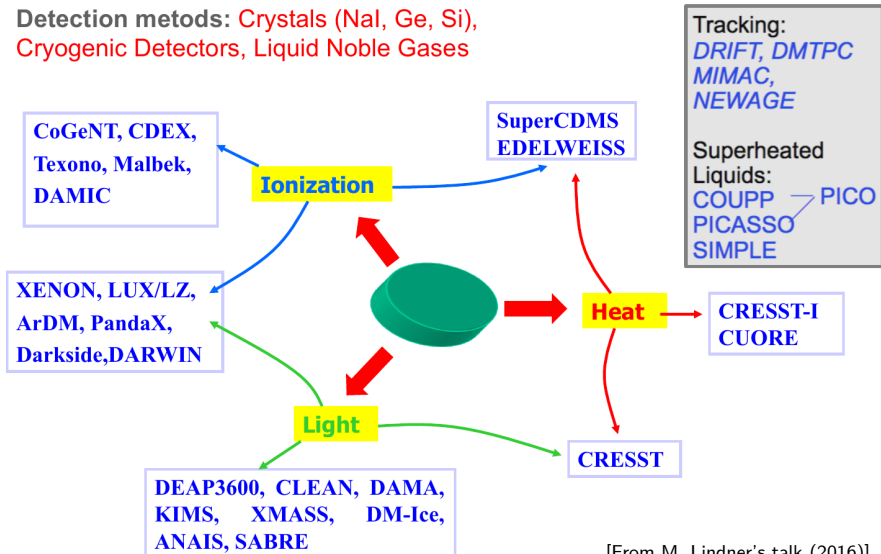 Detection metods: Crystals (NaI, Ge, Si),
Cryogenic Detectors, Liquid Noble Gases
Tracking:
DRIFT, DMTPC
MIMAC,
NEWAGE
Superheated
Liquids:
COUPP PICO
PICASSO
SIMPLE
CoGeNT, CDEX,
Texono, Malbek,
DAMIC
SuperCDMS
EDELWEISS
Ionization
XENON, LUX/LZ,
ArDM, PandaX,
Darkside,DARWIN
Heat
CRESST-I
CUORE
Light
CRESST
DEAP3600, CLEAN, DAMA,
KIMS, XMASS, DM-Ice,
ANAIS, SABRE
[From M. Lindner's talk (2016)]